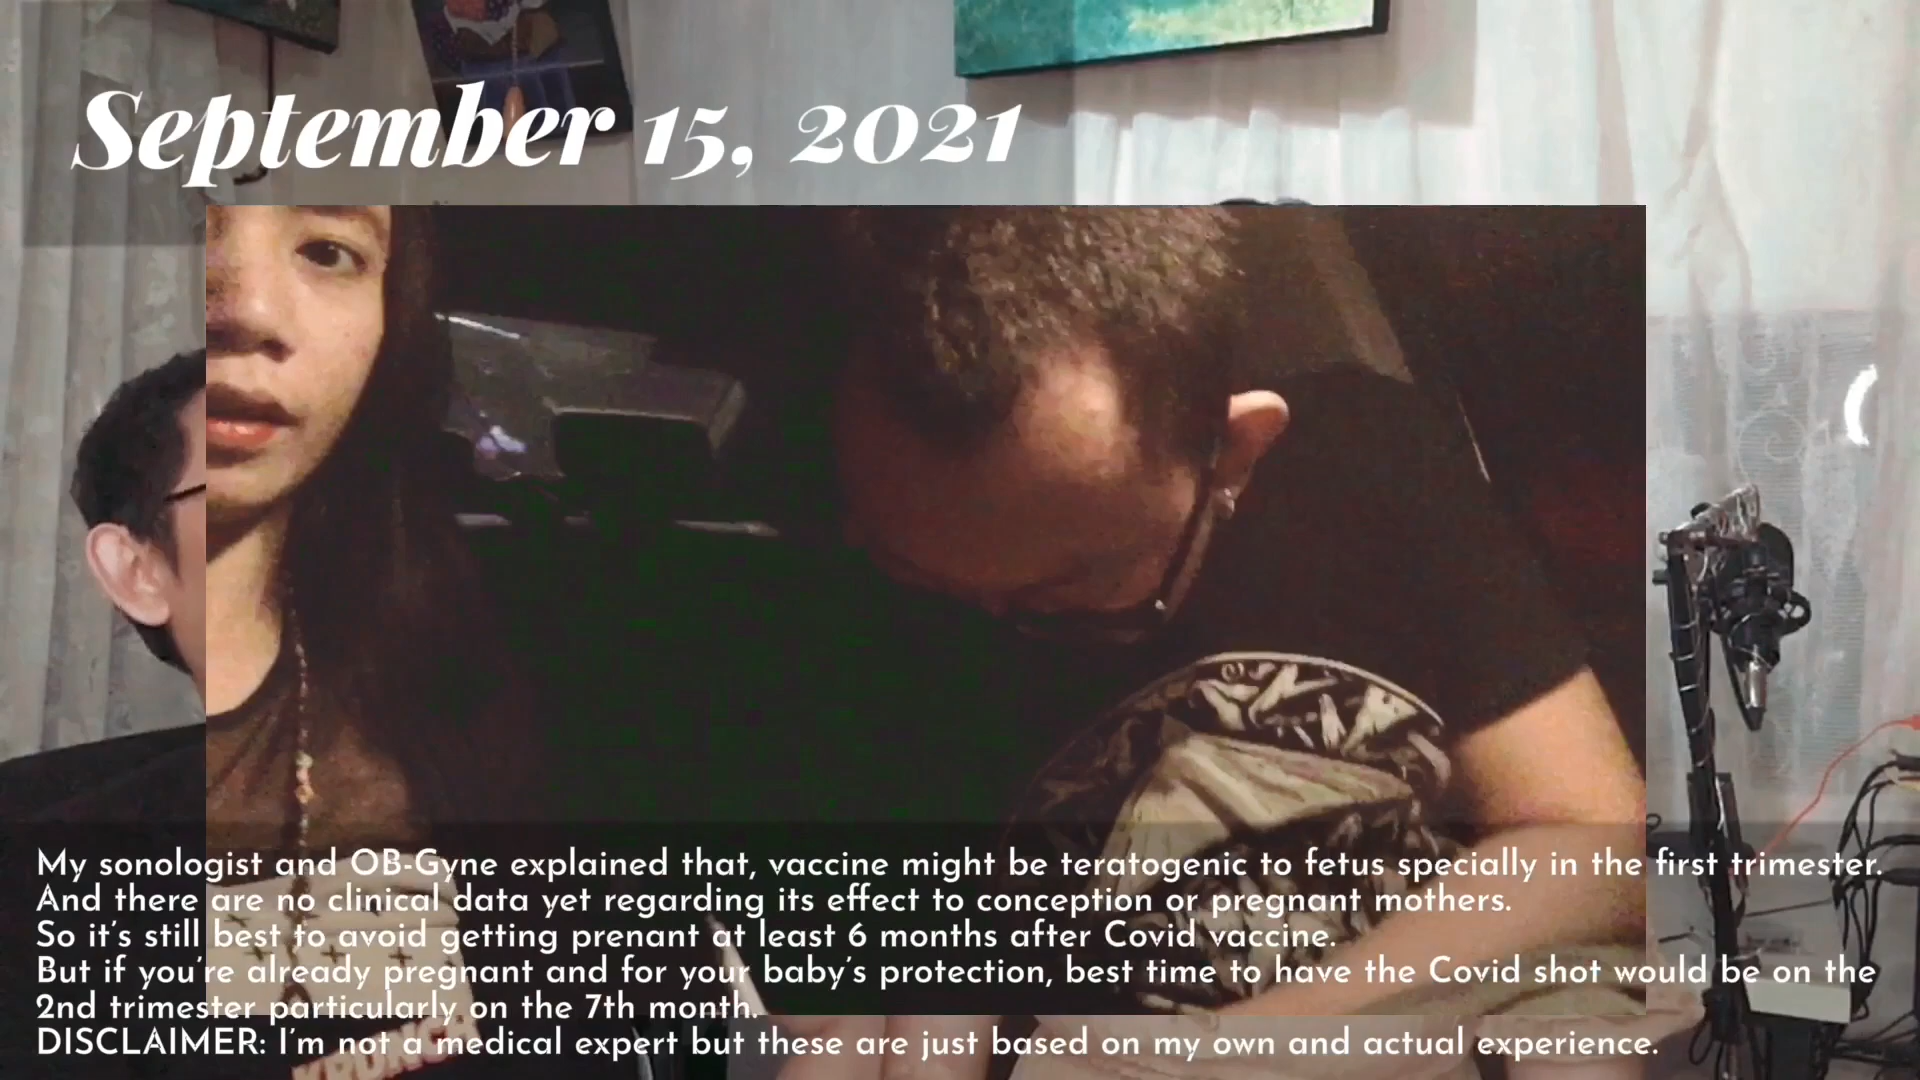 September 15, 2021
My sonologist and OB-Gyne explained that, vaccine might be teratogenic to fetus specially in the first trimester.
And there are no clinical data yet regarding its effect to conception or pregnant mothers.
So it's still best to avoid getting prenant at least 6 months after Covid vaccine.
But if you're already pregnant and for your baby's protection, best time to have the Covid shot would be on the
2nd trimester particularly on the 7th month.
DISCLAIMER: I'm not a medical expert but these are just based on my own and actual experience.
KRUNCH